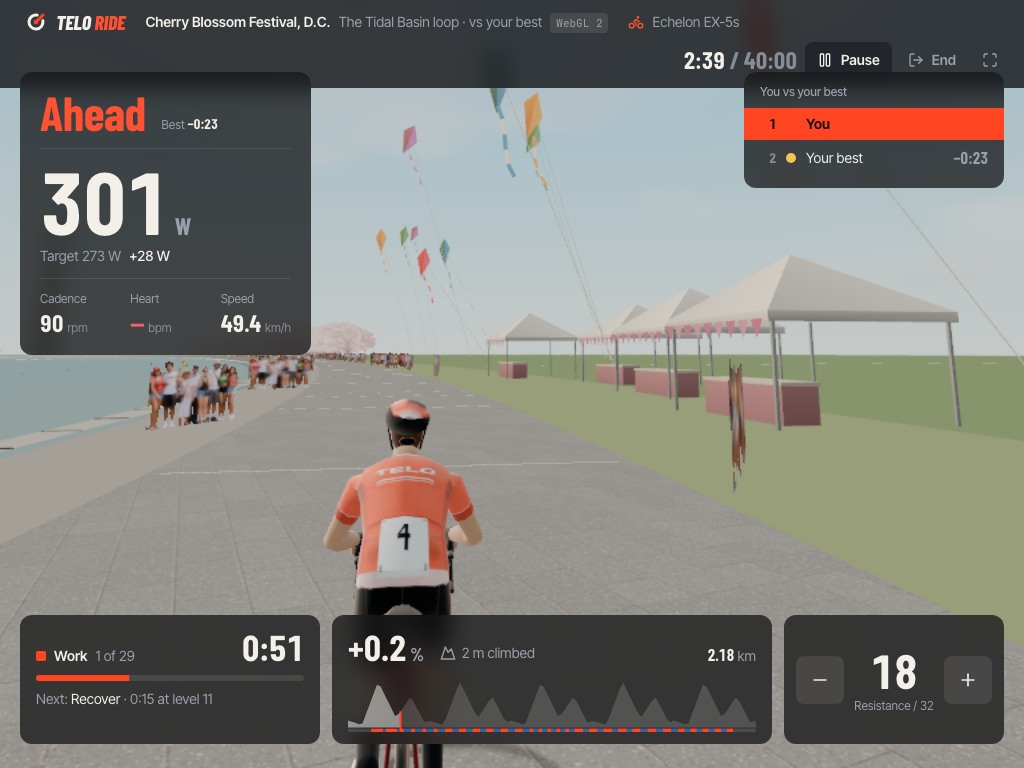 TELO RIDE Cherry Blossom Festival, D.C. The Tidal Basin loop · vs your best WebGL 2 Echelon EX-5s
2:39 / 40:00 Pause End
Ahead Best −0:23
301 W
Target 273 W +28 W
Cadence Heart Speed
90 rpm – bpm 49.4 km/h
You vs your best
1 You
2 Your best −0:23
TELO
4
Work 1 of 29 0:51
Next: Recover · 0:15 at level 11
+0.2 % 2 m climbed 2.18 km
− 18 +
Resistance / 32